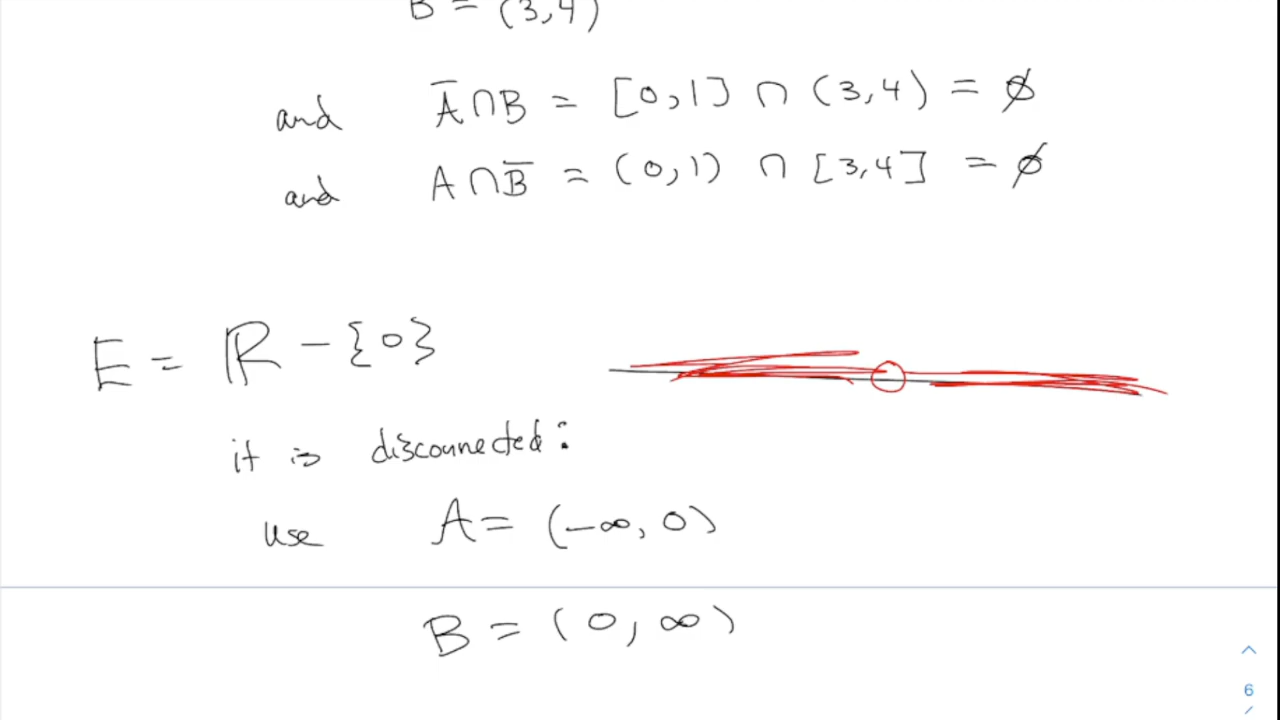 B = (3,4)
and A̅∩B = [0,1] ∩ (3,4) = ∅
and A∩B̅ = (0,1) ∩ [3,4] = ∅
E = ℝ - {0}
it is disconnected:
use A = (-∞, 0)
B = (0, ∞)
6